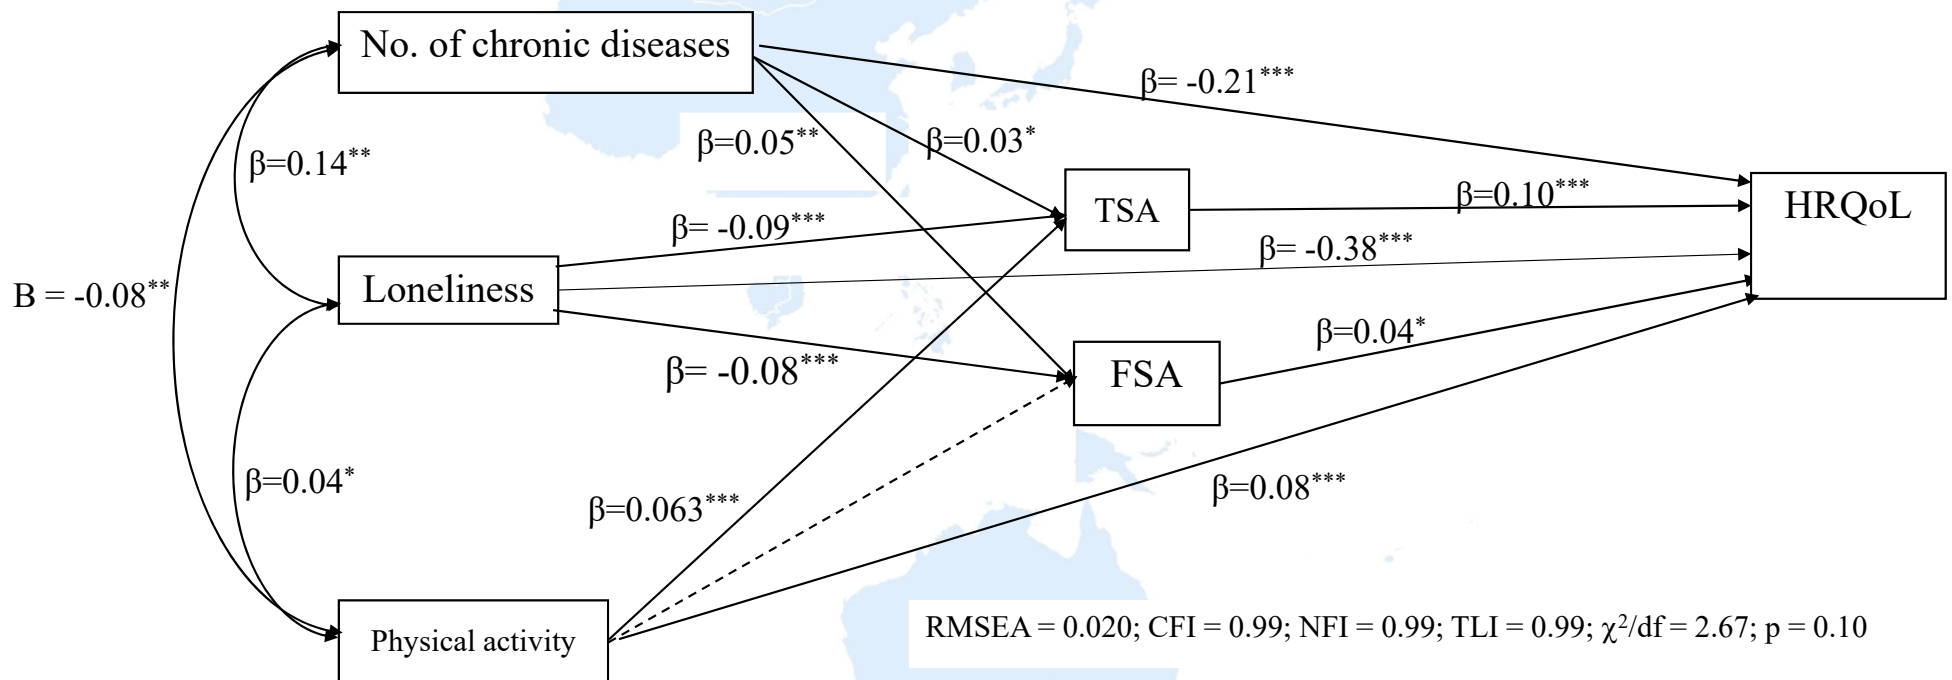 No. of chronic diseases
β= -0.21***
β=0.05**
β=0.03*
β=0.14**
TSA
β=0.10***
HRQoL
β= -0.09***
β= -0.38***
Loneliness
B = -0.08**
β=0.04*
β= -0.08***
FSA
β=0.04*
β=0.063***
β=0.08***
Physical activity
RMSEA = 0.020; CFI = 0.99; NFI = 0.99; TLI = 0.99; χ²/df = 2.67; p = 0.10